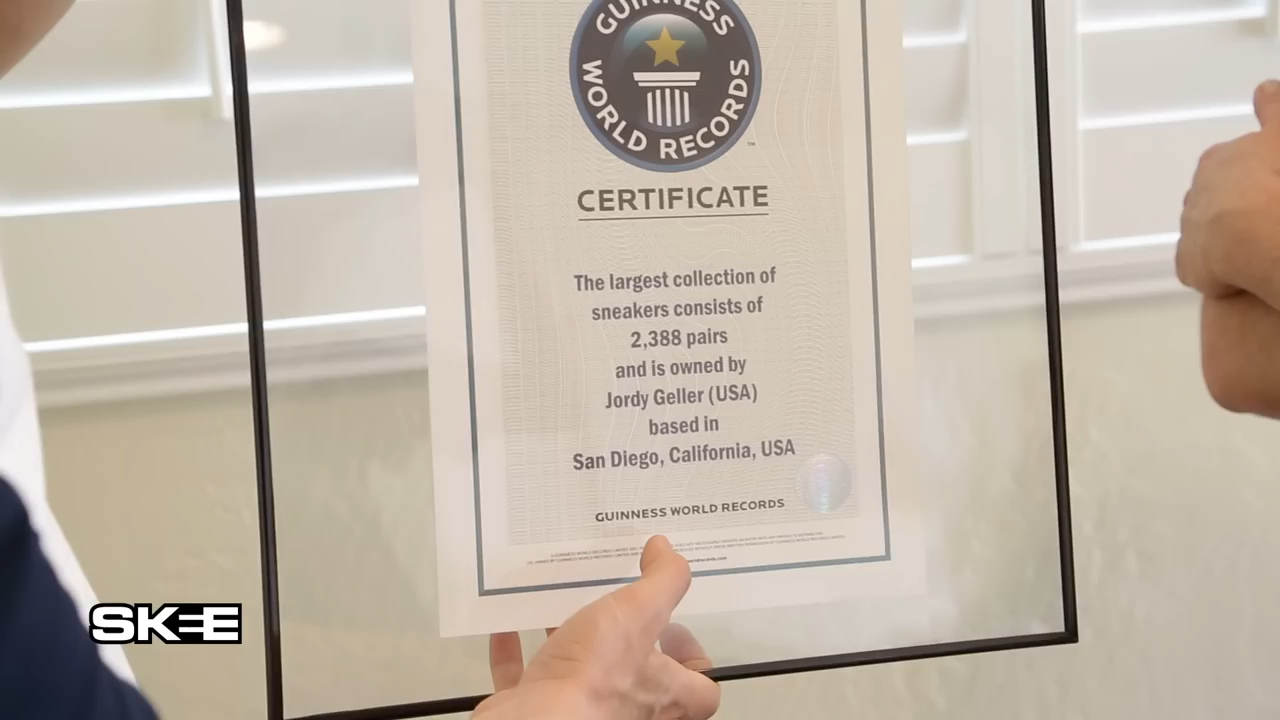 GUINNESS
WORLD RECORDS
™
CERTIFICATE
The largest collection of
sneakers consists of
2,388 pairs
and is owned by
Jordy Geller (USA)
based in
San Diego, California, USA
GUINNESS WORLD RECORDS
SKEE